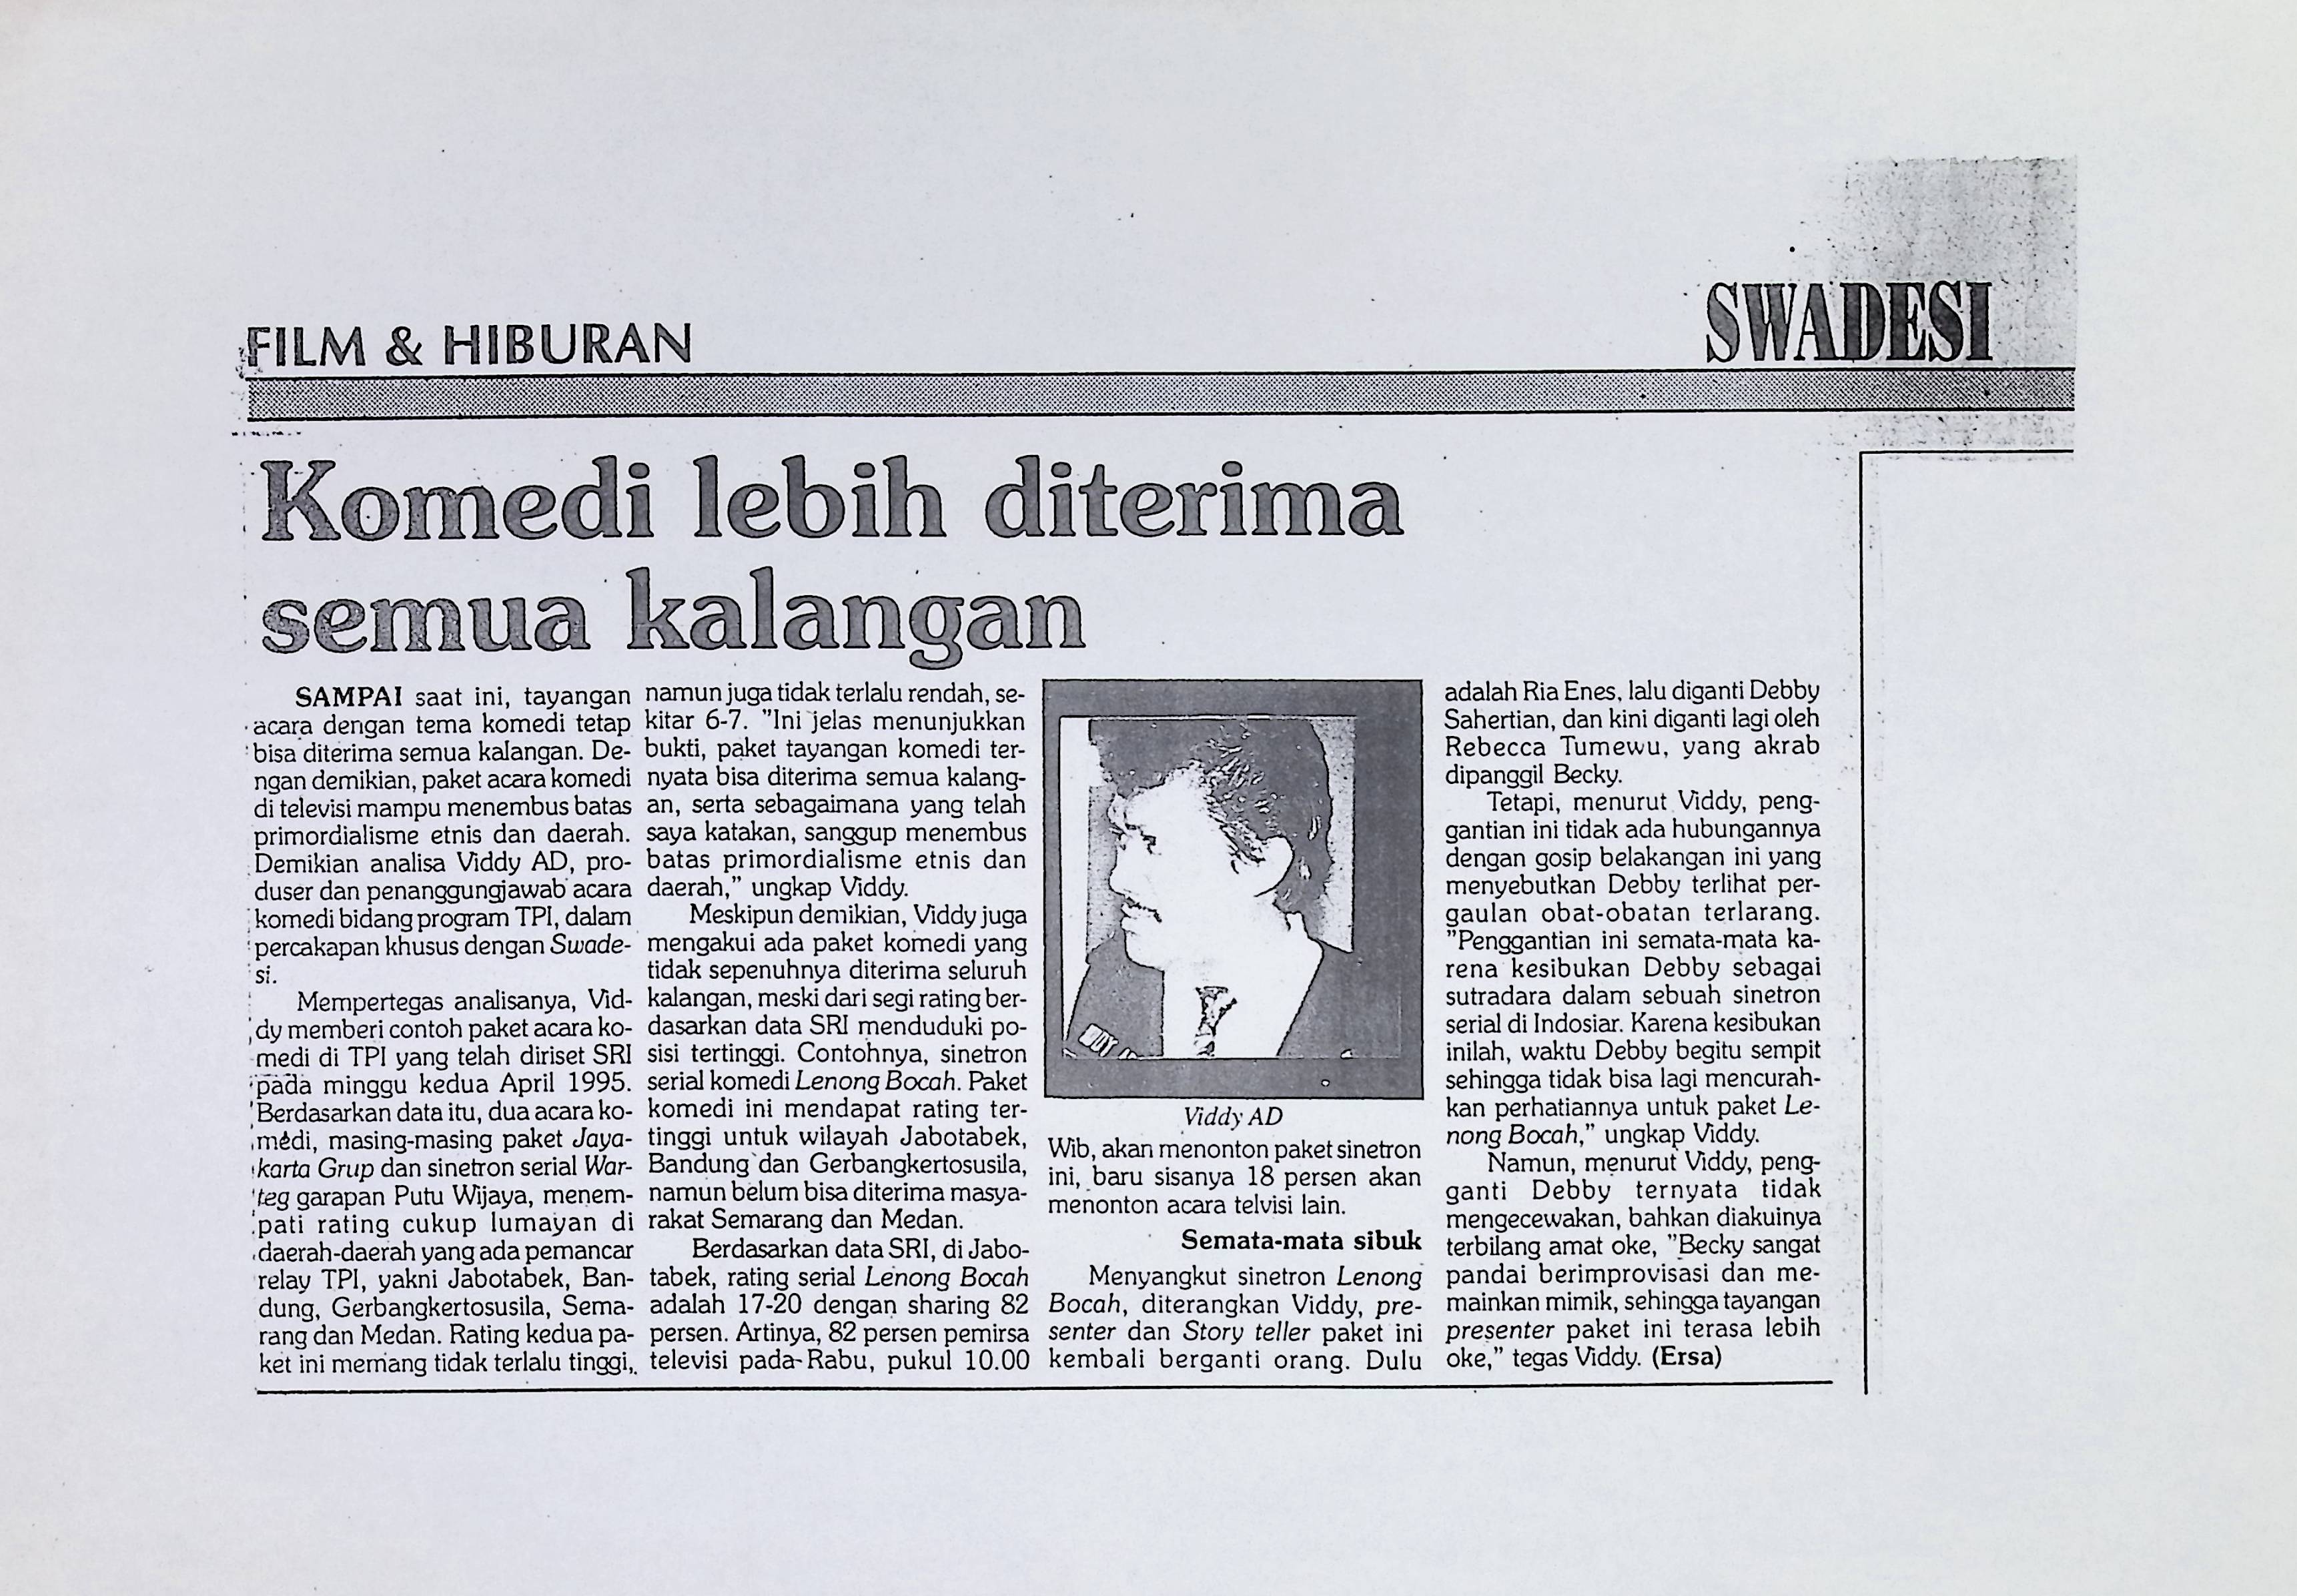 FILM & HIBURAN
SWADESI
Komedi lebih diterima
semua kalangan
SAMPAI saat ini, tayangan
acara dengan tema komedi tetap
bisa diterima semua kalangan. De-
ngan demikian, paket acara komedi
di televisi mampu menembus batas
primordialisme etnis dan daerah.
Demikian analisa Viddy AD, pro-
duser dan penanggungjawab acara
komedi bidang program TPI, dalam
percakapan khusus dengan Swade-
si.
Mempertegas analisanya, Vid-
dy memberi contoh paket acara ko-
medi di TPI yang telah diriset SRI
pada minggu kedua April 1995.
Berdasarkan data itu, dua acara ko-
medi, masing-masing paket Jaya-
karta Grup dan sinetron serial War-
teg garapan Putu Wijaya, menem-
pati rating cukup lumayan di
daerah-daerah yang ada pemancar
relay TPI, yakni Jabotabek, Ban-
dung, Gerbangkertosusila, Sema-
rang dan Medan. Rating kedua pa-
ket ini memang tidak terlalu tinggi,
namun juga tidak terlalu rendah, se-
kitar 6-7. "Ini jelas menunjukkan
bukti, paket tayangan komedi ter-
nyata bisa diterima semua kalang-
an, serta sebagaimana yang telah
saya katakan, sanggup menembus
batas primordialisme etnis dan
daerah," ungkap Viddy.
Meskipun demikian, Viddy juga
mengakui ada paket komedi yang
tidak sepenuhnya diterima seluruh
kalangan, meski dari segi rating ber-
dasarkan data SRI menduduki po-
sisi tertinggi. Contohnya, sinetron
serial komedi Lenong Bocah. Paket
komedi ini mendapat rating ter-
tinggi untuk wilayah Jabotabek,
Bandung dan Gerbangkertosusila,
namun belum bisa diterima masya-
rakat Semarang dan Medan.
Berdasarkan data SRI, di Jabo-
tabek, rating serial Lenong Bocah
adalah 17-20 dengan sharing 82
persen. Artinya, 82 persen pemirsa
televisi pada Rabu, pukul 10.00
Viddy AD
Wib, akan menonton paket sinetron
ini, baru sisanya 18 persen akan
menonton acara telvisi lain.
Semata-mata sibuk
Menyangkut sinetron Lenong
Bocah, diterangkan Viddy, pre-
senter dan Story teller paket ini
kembali berganti orang. Dulu
adalah Ria Enes, lalu diganti Debby
Sahertian, dan kini diganti lagi oleh
Rebecca Tumewu, yang akrab
dipanggil Becky.
Tetapi, menurut Viddy, peng-
gantian ini tidak ada hubungannya
dengan gosip belakangan ini yang
menyebutkan Debby terlihat per-
gaulan obat-obatan terlarang.
"Penggantian ini semata-mata ka-
rena kesibukan Debby sebagai
sutradara dalam sebuah sinetron
serial di Indosiar. Karena kesibukan
inilah, waktu Debby begitu sempit
sehingga tidak bisa lagi mencurah-
kan perhatiannya untuk paket Le-
nong Bocah," ungkap Viddy.
Namun, menurut Viddy, peng-
ganti Debby ternyata tidak
mengecewakan, bahkan diakuinya
terbilang amat oke, "Becky sangat
pandai berimprovisasi dan me-
mainkan mimik, sehingga tayangan
presenter paket ini terasa lebih
oke," tegas Viddy. (Ersa)